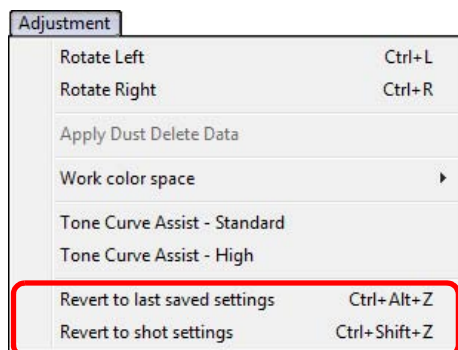 Adjustment
Rotate Left Ctrl+L
Rotate Right Ctrl+R
Apply Dust Delete Data
Work color space
Tone Curve Assist - Standard
Tone Curve Assist - High
Revert to last saved settings Ctrl+Alt+Z
Revert to shot settings Ctrl+Shift+Z